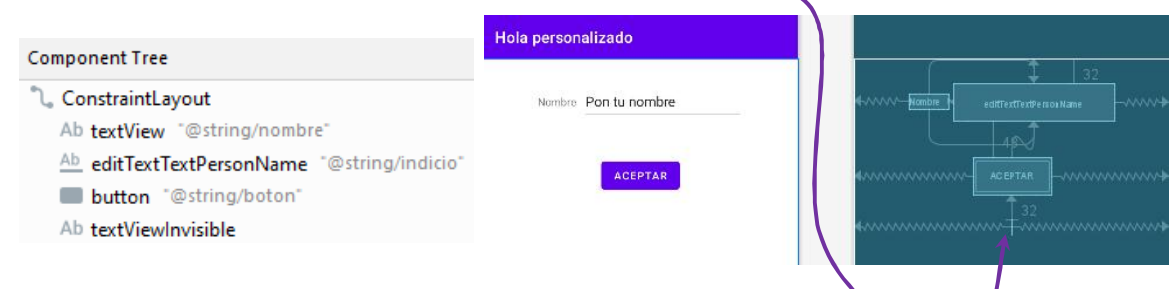 Component Tree
ConstraintLayout
Ab textView "@string/nombre"
Ab editTextTextPersonName "@string/indicio"
button "@string/boton"
Ab textViewInvisible
Hola personalizado
Nombre Pon tu nombre
ACEPTAR
32
Nombre editTextTextPersonName
48
ACEPTAR
32